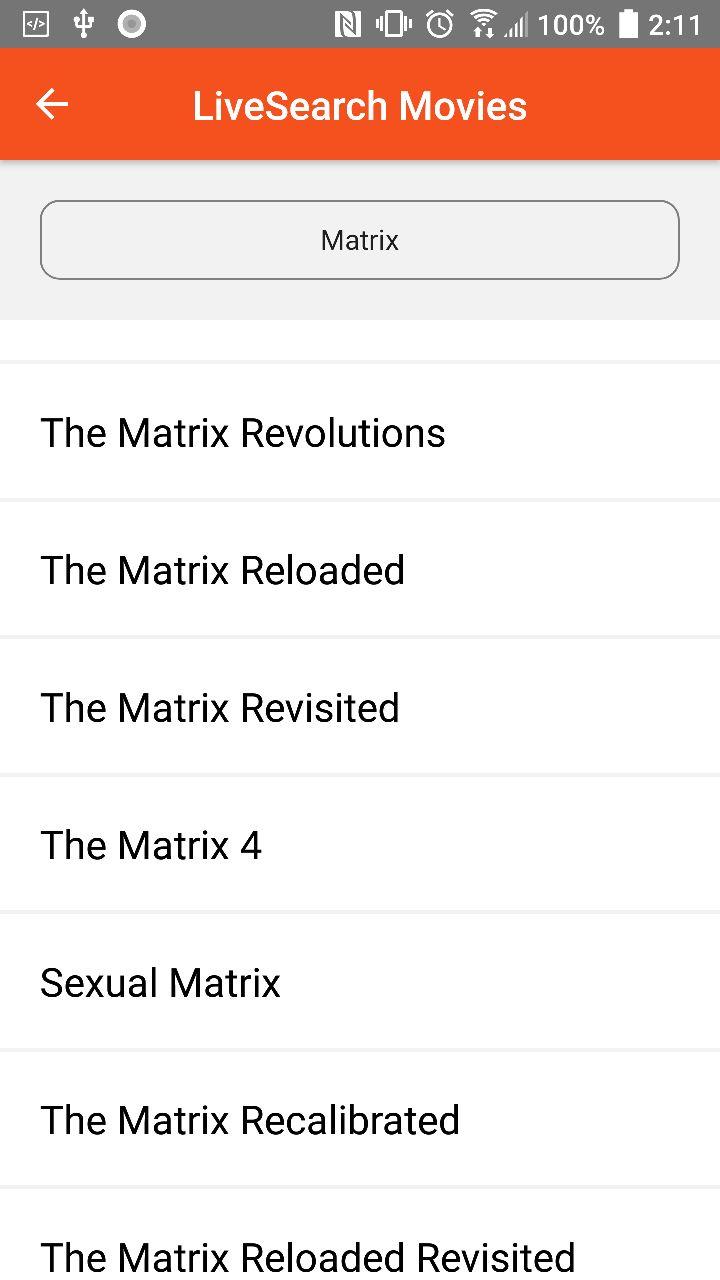 100% 2:11
LiveSearch Movies
Matrix
The Matrix Revolutions
The Matrix Reloaded
The Matrix Revisited
The Matrix 4
Sexual Matrix
The Matrix Recalibrated
The Matrix Reloaded Revisited